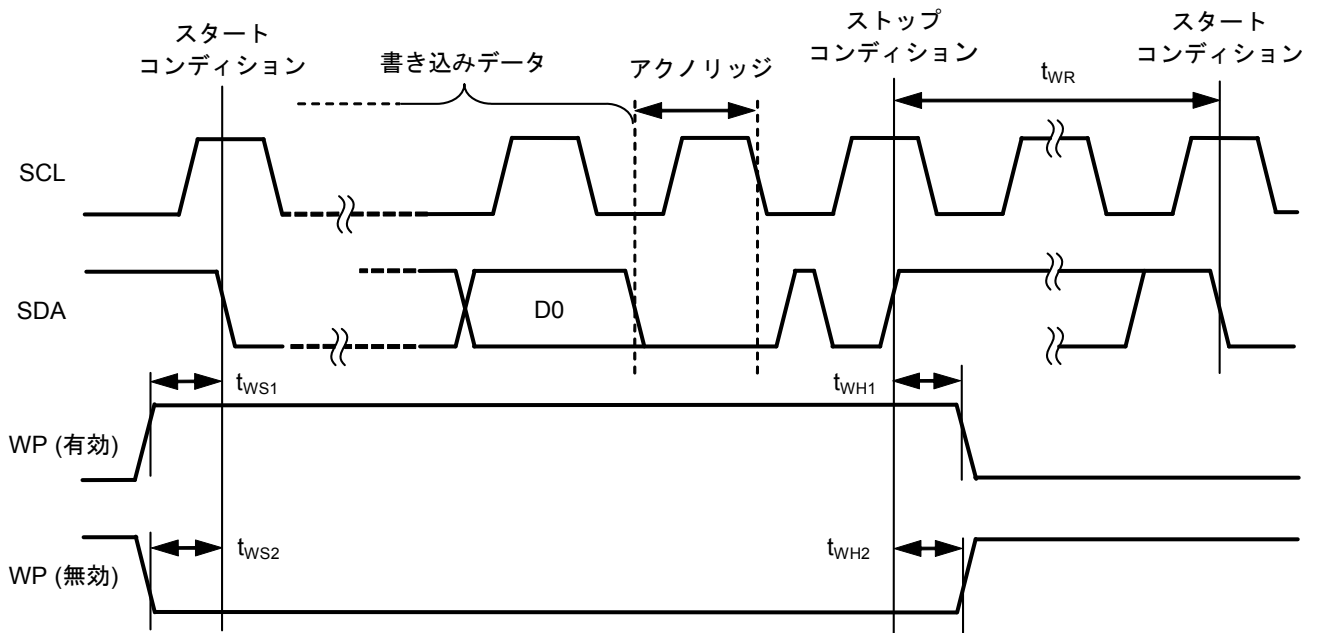 スタート
コンディション
書き込みデータ
アクノリッジ
ストップ
コンディション
tWR
スタート
コンディション
SCL
SDA
D0
tWS1
tWH1
WP (有効)
tWS2
tWH2
WP (無効)